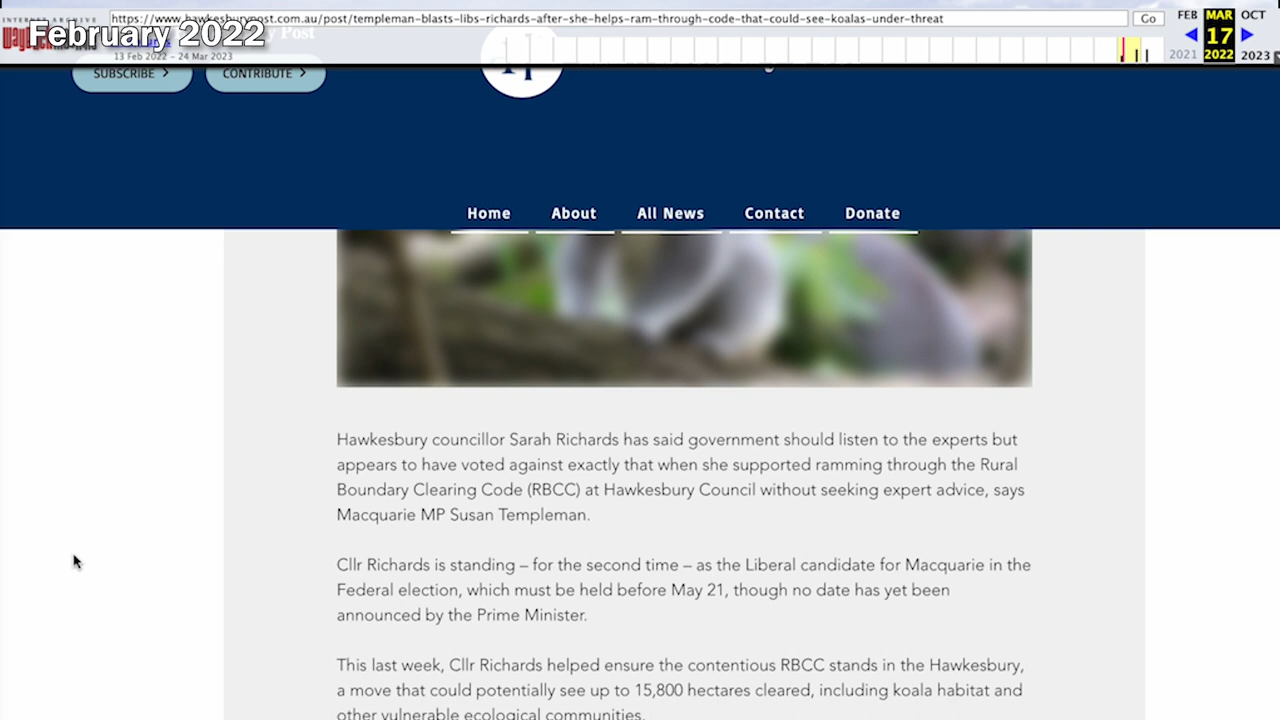 INTERNET ARCHIVE
https://www.hawkesburypost.com.au/post/templeman-blasts-libs-richards-after-she-helps-ram-through-code-that-could-see-koalas-under-threat
Go
FEB
MAR
OCT
February 2022
Post
17
13 Feb 2022 – 24 Mar 2023
2021
2022
2023
SUBSCRIBE
CONTRIBUTE
Home
About
All News
Contact
Donate
Hawkesbury councillor Sarah Richards has said government should listen to the experts but
appears to have voted against exactly that when she supported ramming through the Rural
Boundary Clearing Code (RBCC) at Hawkesbury Council without seeking expert advice, says
Macquarie MP Susan Templeman.
Cllr Richards is standing – for the second time – as the Liberal candidate for Macquarie in the
Federal election, which must be held before May 21, though no date has yet been
announced by the Prime Minister.
This last week, Cllr Richards helped ensure the contentious RBCC stands in the Hawkesbury,
a move that could potentially see up to 15,800 hectares cleared, including koala habitat and
other vulnerable ecological communities.